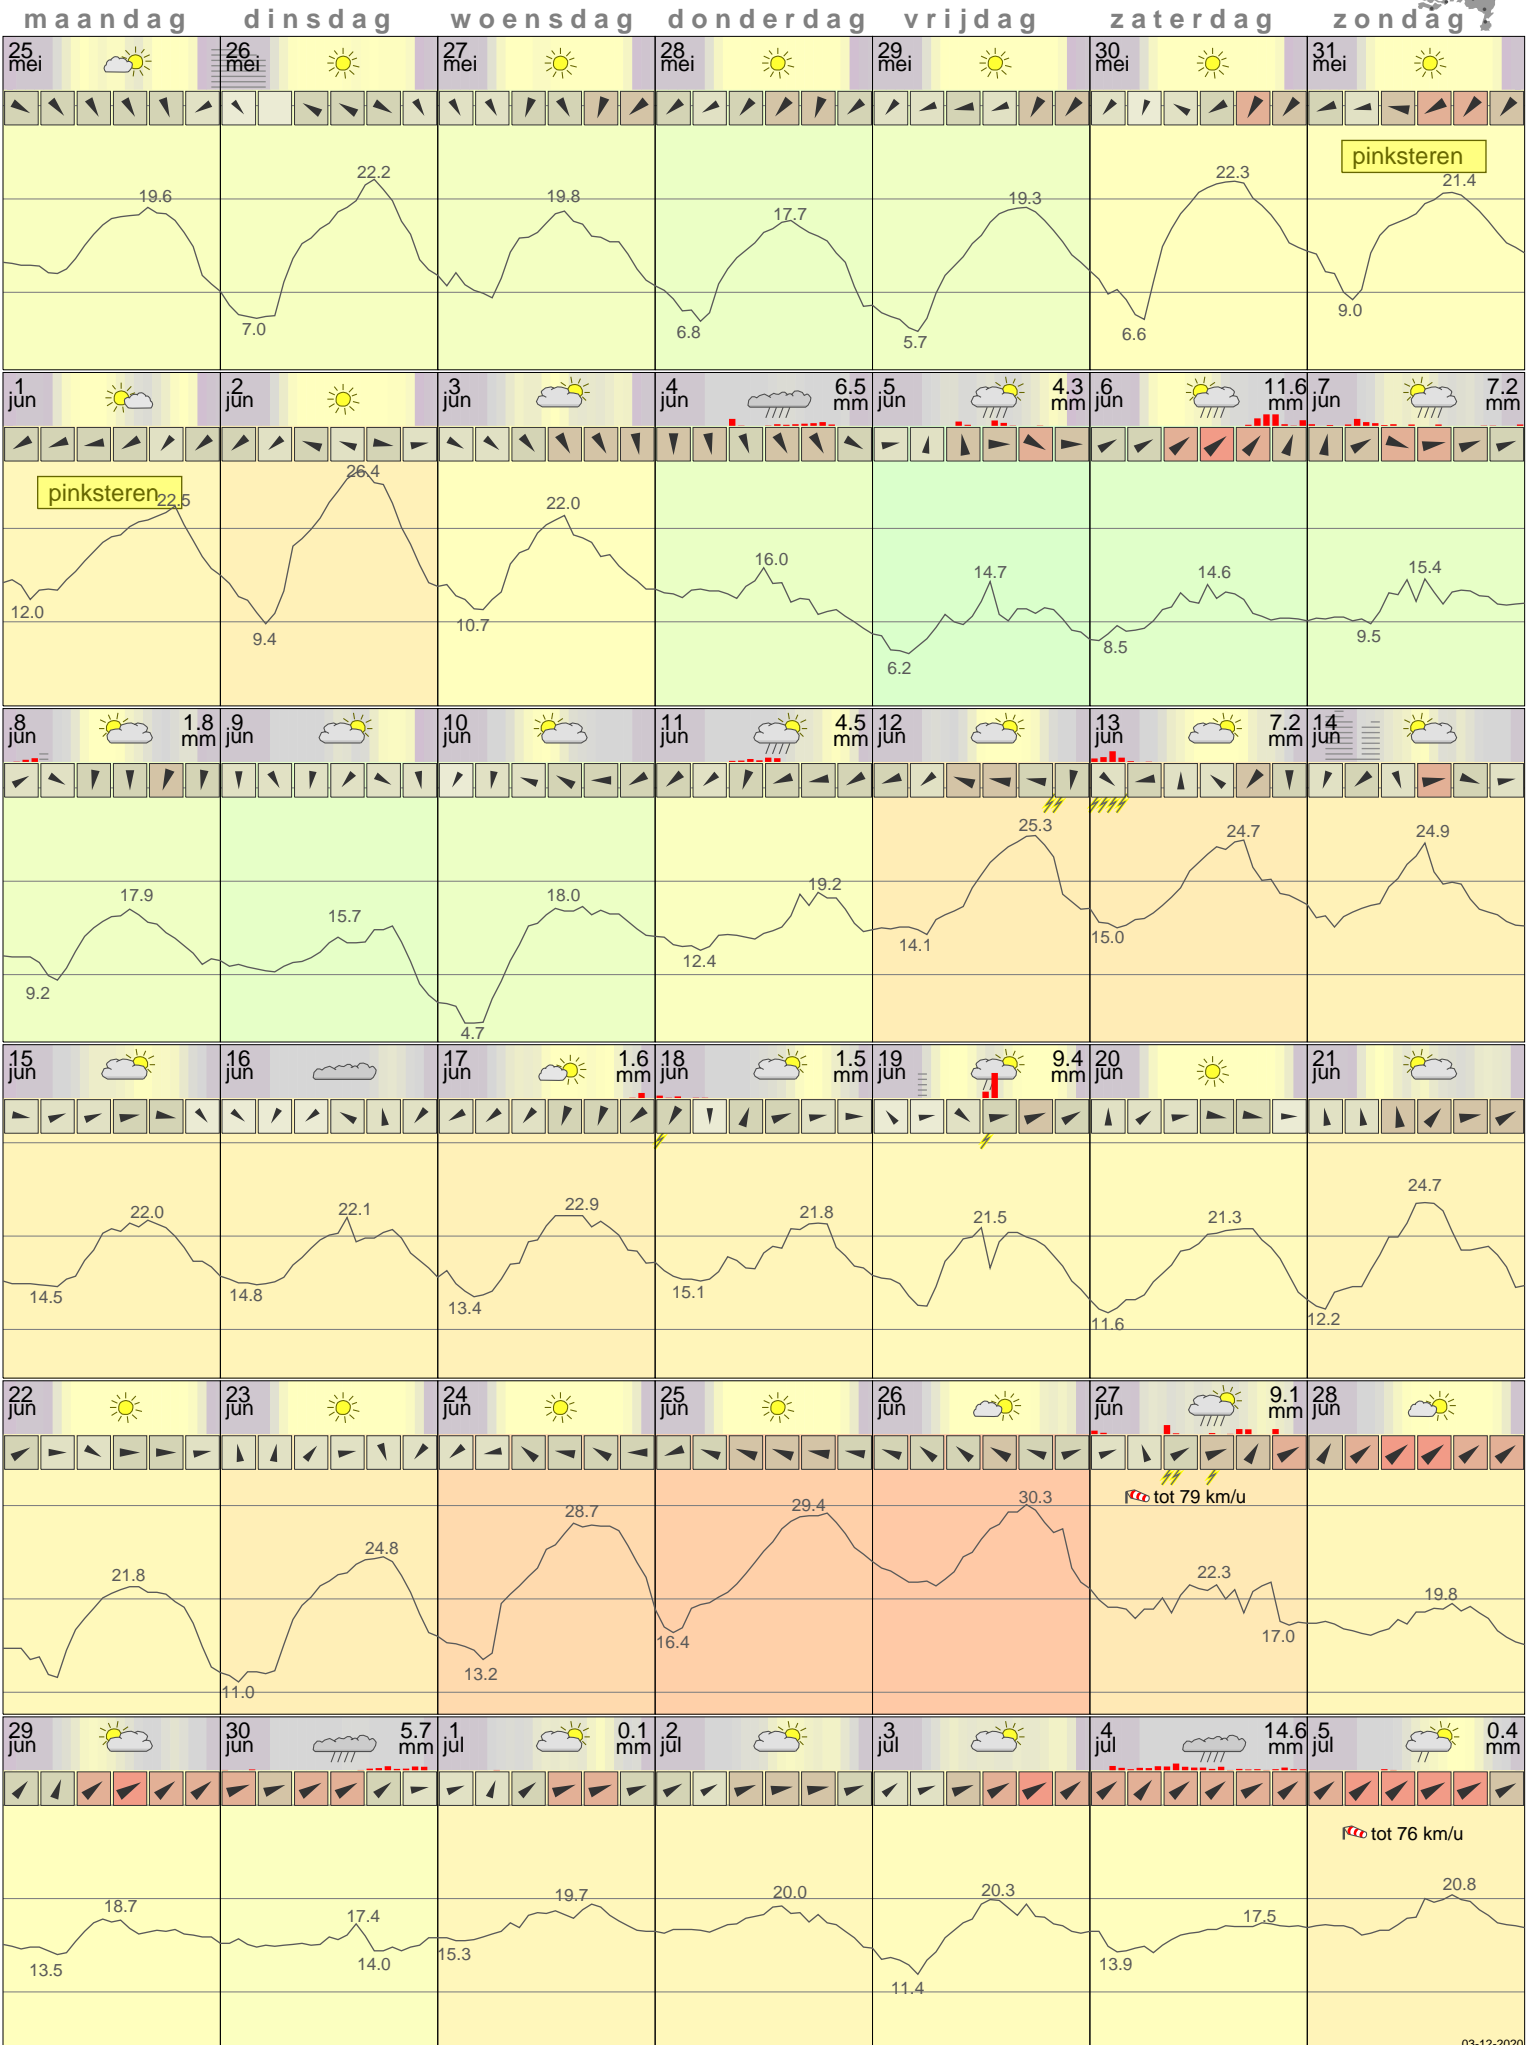 maandag dinsdag woensdag donderdag vrijdag zaterdag zondag
25 26 27 28 29 30 31
mei mei mei mei mei mei mei
pinksteren
19.6 22.2 19.8 17.7 19.3 22.3 21.4
7.0 6.8 5.7 6.6 9.0
1 2 3 4 6.5 5 4.3 6 11.6 7 7.2
jun jun jun jun mm jun mm jun mm jun mm
pinksteren
22.5 26.4 22.0 16.0 14.7 14.6 15.4
12.0 9.4 10.7 6.2 8.5 9.5
8 1.8 9 10 11 4.5 12 13 7.2 14
jun mm jun jun jun mm jun jun mm jun
17.9 15.7 18.0 19.2 25.3 24.7 24.9
9.2 4.7 12.4 14.1 15.0
15 16 17 1.6 18 1.5 19 9.4 20 21
jun jun jun mm jun mm jun mm jun jun
22.0 22.1 22.9 21.8 21.5 21.3 24.7
14.5 14.8 13.4 15.1 11.6 12.2
22 23 24 25 26 27 9.1 28
jun jun jun jun jun jun mm jun
tot 79 km/u
21.8 24.8 28.7 29.4 30.3 22.3 19.8
11.0 13.2 16.4 17.0
29 30 5.7 1 0.1 2 3 4 14.6 5 0.4
jun jun mm jul mm jul jul jul mm jul mm
tot 76 km/u
18.7 17.4 19.7 20.0 20.3 17.5 20.8
13.5 14.0 15.3 11.4 13.9
03-12-2020